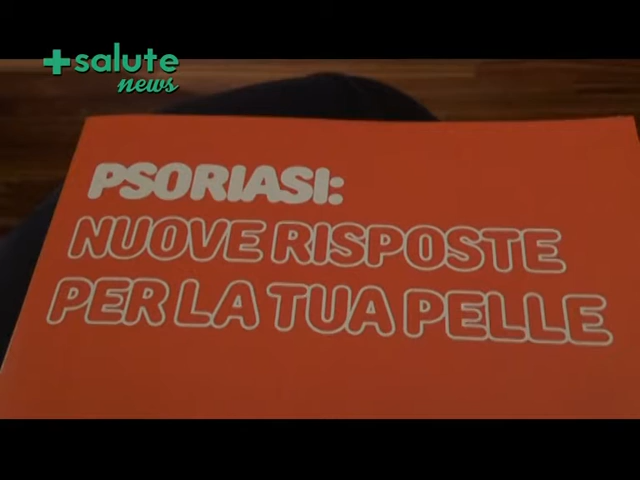 +salute
news
PSORIASI:
NUOVE RISPOSTE
PER LA TUA PELLE